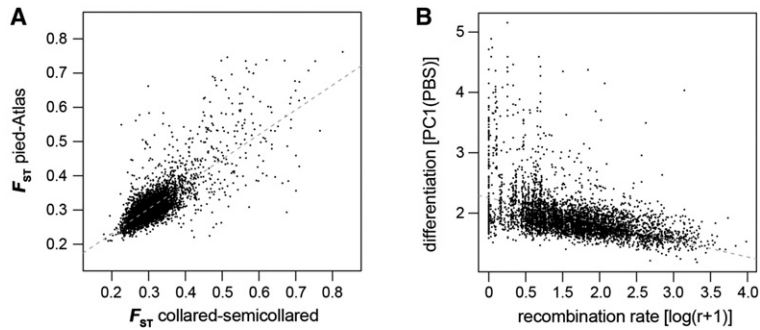 A
F_ST pied-Atlas
0.8
0.7
0.6
0.5
0.4
0.3
0.2
0.2 0.3 0.4 0.5 0.6 0.7 0.8
F_ST collared-semicollared
B
differentiation [PC1(PBS)]
5
4
3
2
0 0.5 1.5 1.0 2.0 2.5 3.0 3.5 4.0
recombination rate [log(r+1)]